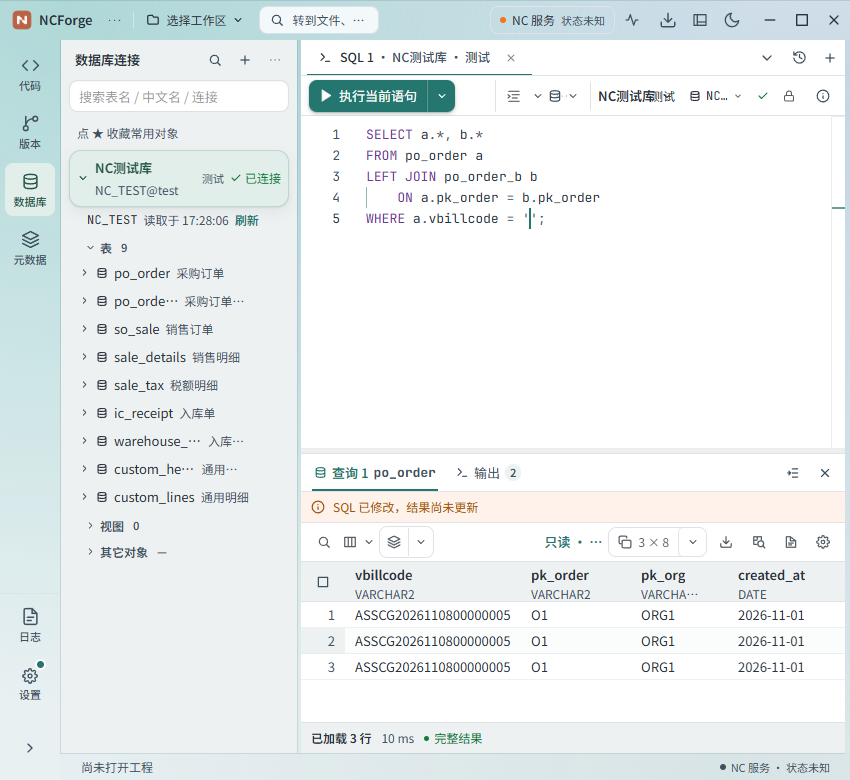 NCForge ··· 选择工作区 转到文件、··· NC 服务 状态未知
代码
版本
数据库
元数据
日志
设置
数据库连接 ···
搜索表名 / 中文名 / 连接
点 ★ 收藏常用对象
NC测试库
NC_TEST@test
测试 已连接
NC_TEST 读取于 17:28:06 刷新
表 9
po_order 采购订单
po_orde··· 采购订单···
so_sale 销售订单
sale_details 销售明细
sale_tax 税额明细
ic_receipt 入库单
warehouse_··· 入库···
custom_he··· 通用···
custom_lines 通用明细
视图 0
其它对象 —
SQL 1 · NC测试库 · 测试
执行当前语句 NC测试库 测试 NC...
1 SELECT a.*, b.*
2 FROM po_order a
3 LEFT JOIN po_order_b b
4 ON a.pk_order = b.pk_order
5 WHERE a.vbillcode = '';
查询 1 po_order 输出 2
SQL 已修改，结果尚未更新
只读 · ··· 3 × 8
vbillcode pk_order pk_org created_at
VARCHAR2 VARCHAR2 VARCHA··· DATE
1 ASSCG2026110800000005 O1 ORG1 2026-11-01
2 ASSCG2026110800000005 O1 ORG1 2026-11-01
3 ASSCG2026110800000005 O1 ORG1 2026-11-01
已加载 3 行 10 ms 完整结果
尚未打开工程 NC 服务 · 状态未知